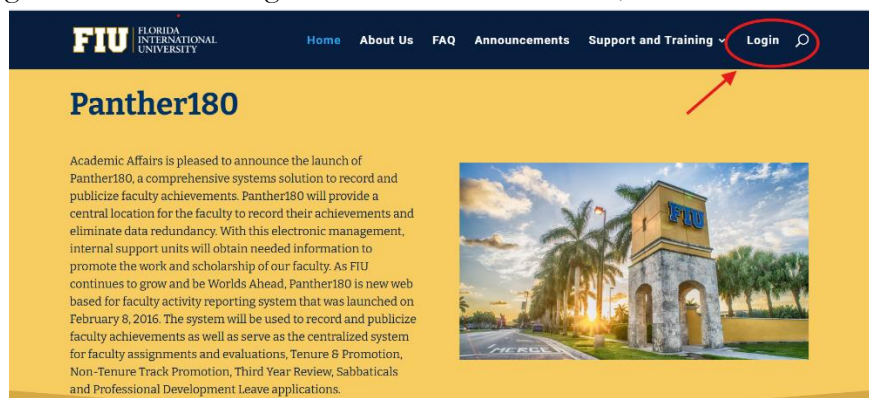 FIU FLORIDA
INTERNATIONAL
UNIVERSITY
Home About Us FAQ Announcements Support and Training Login
Panther180
Academic Affairs is pleased to announce the launch of
Panther180, a comprehensive systems solution to record and
publicize faculty achievements. Panther180 will provide a
central location for the faculty to record their achievements and
eliminate data redundancy. With this electronic management,
internal support units will obtain needed information to
promote the work and scholarship of our faculty. As FIU
continues to grow and be Worlds Ahead, Panther180 is new web
based for faculty activity reporting system that was launched on
February 8, 2016. The system will be used to record and publicize
faculty achievements as well as serve as the centralized system
for faculty assignments and evaluations, Tenure & Promotion,
Non-Tenure Track Promotion, Third Year Review, Sabbaticals
and Professional Development Leave applications.
FIU
MERGE